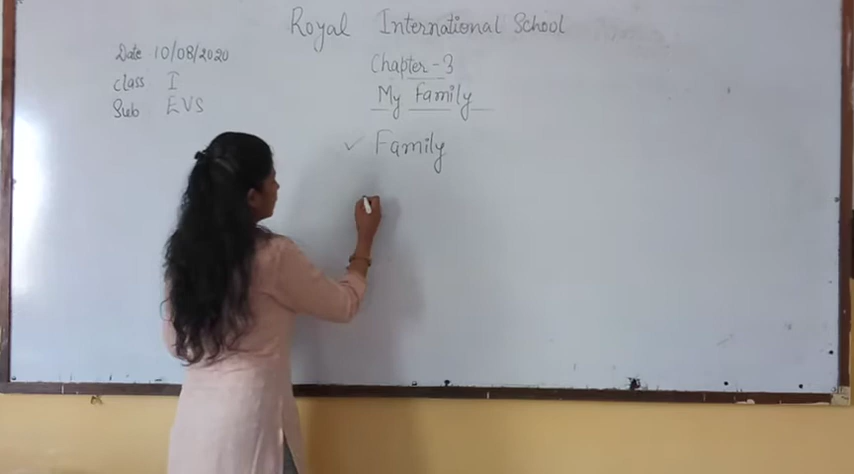 Royal International School
Date 10/08/2020
class I
Sub EVS
Chapter-3
My Family
✓ Family